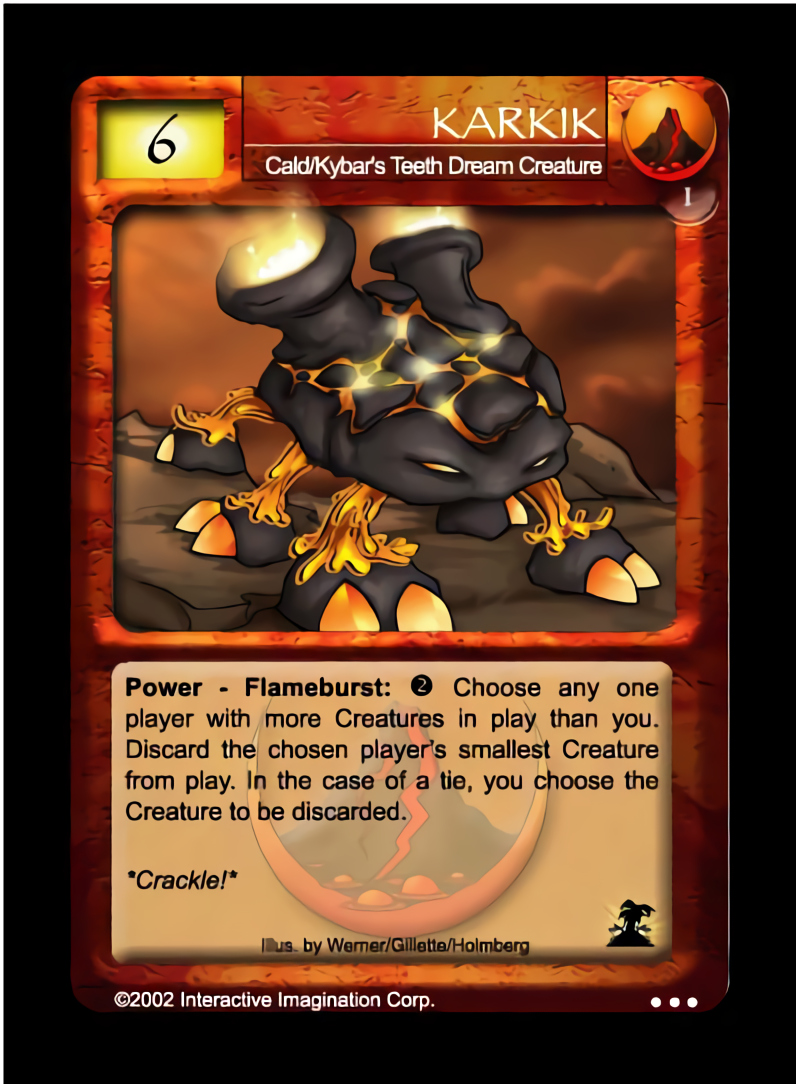 6
KARKIK
Cald/Kybar's Teeth Dream Creature
1
Power - Flameburst: ❷ Choose any one
player with more Creatures in play than you.
Discard the chosen player's smallest Creature
from play. In the case of a tie, you choose the
Creature to be discarded.
*Crackle!*
Illus. by Werner/Gillette/Holmberg
©2002 Interactive Imagination Corp.